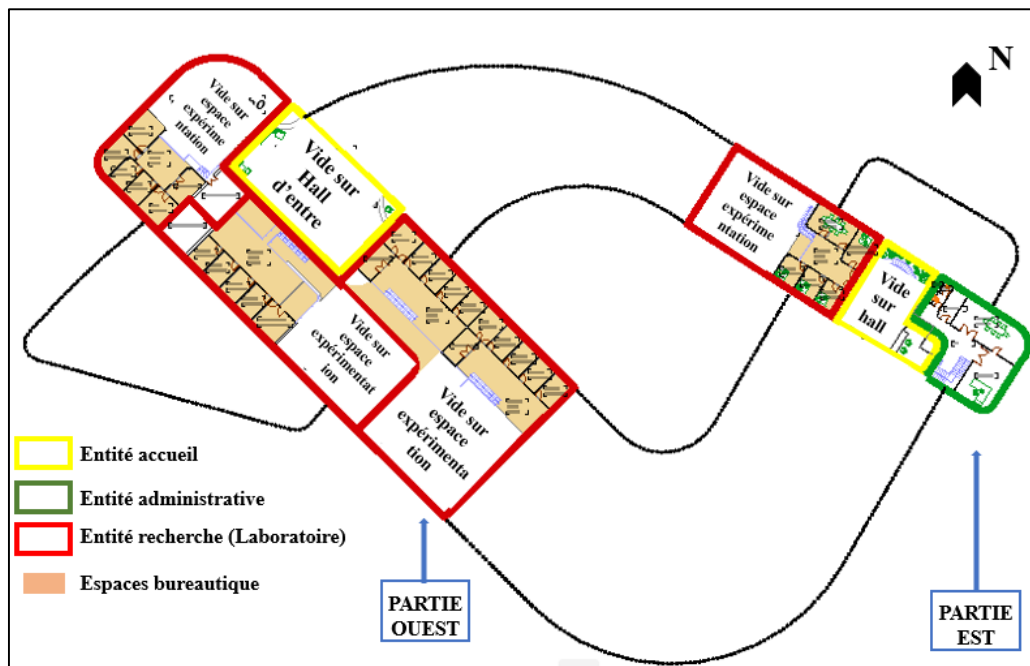 N
Vide sur
espace
expérime
ntation
Vide sur
Hall
d'entre
Vide sur
espace
expérimentat
ion
Vide sur
espace
expérimenta
tion
Vide sur
espace
expérime
ntation
Vide
sur
hall
Entité accueil
Entité administrative
Entité recherche (Laboratoire)
Espaces bureautique
PARTIE
OUEST
PARTIE
EST